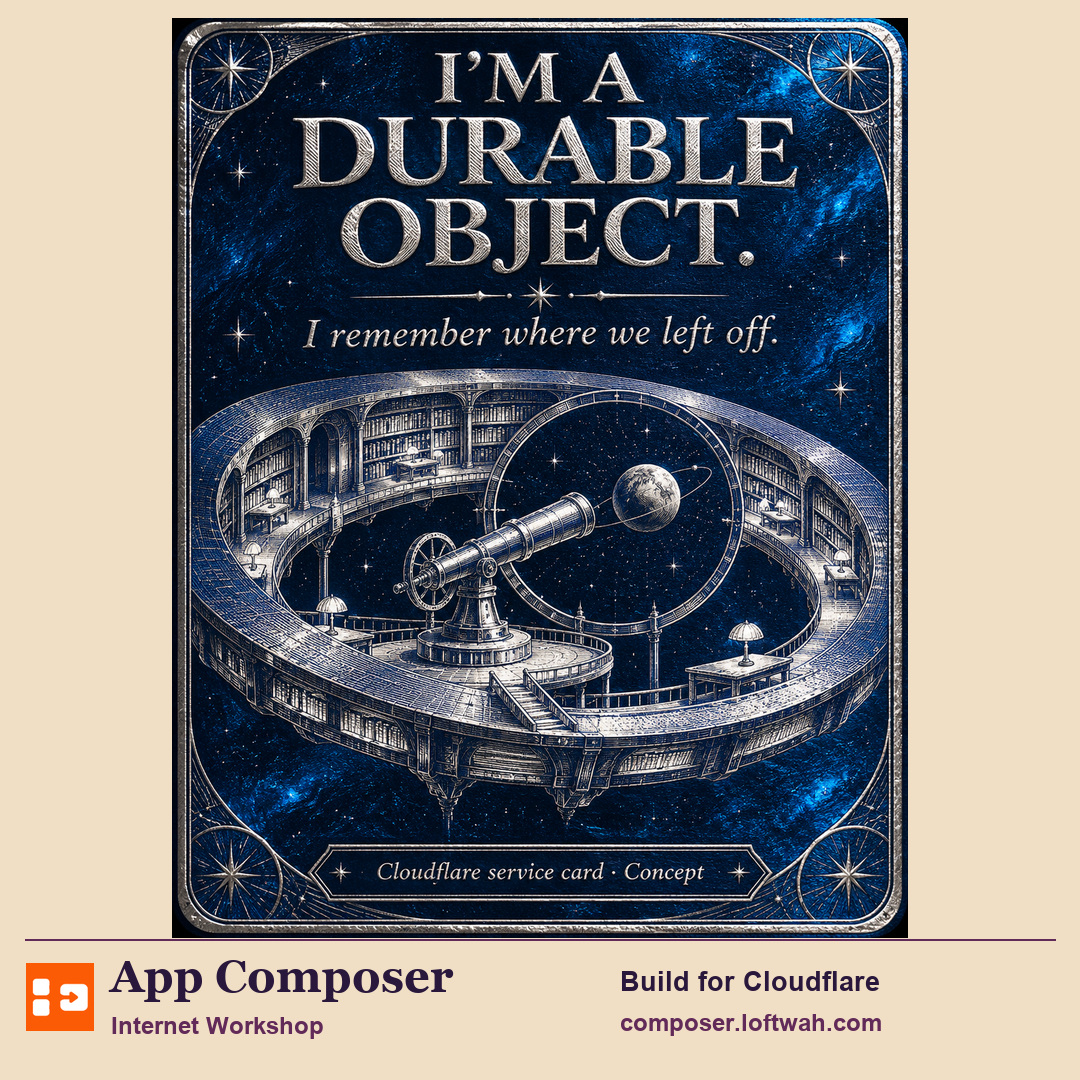 I’M A
DURABLE
OBJECT.
I remember where we left off.
Cloudflare service card · Concept
App Composer
Internet Workshop
Build for Cloudflare
composer.loftwah.com